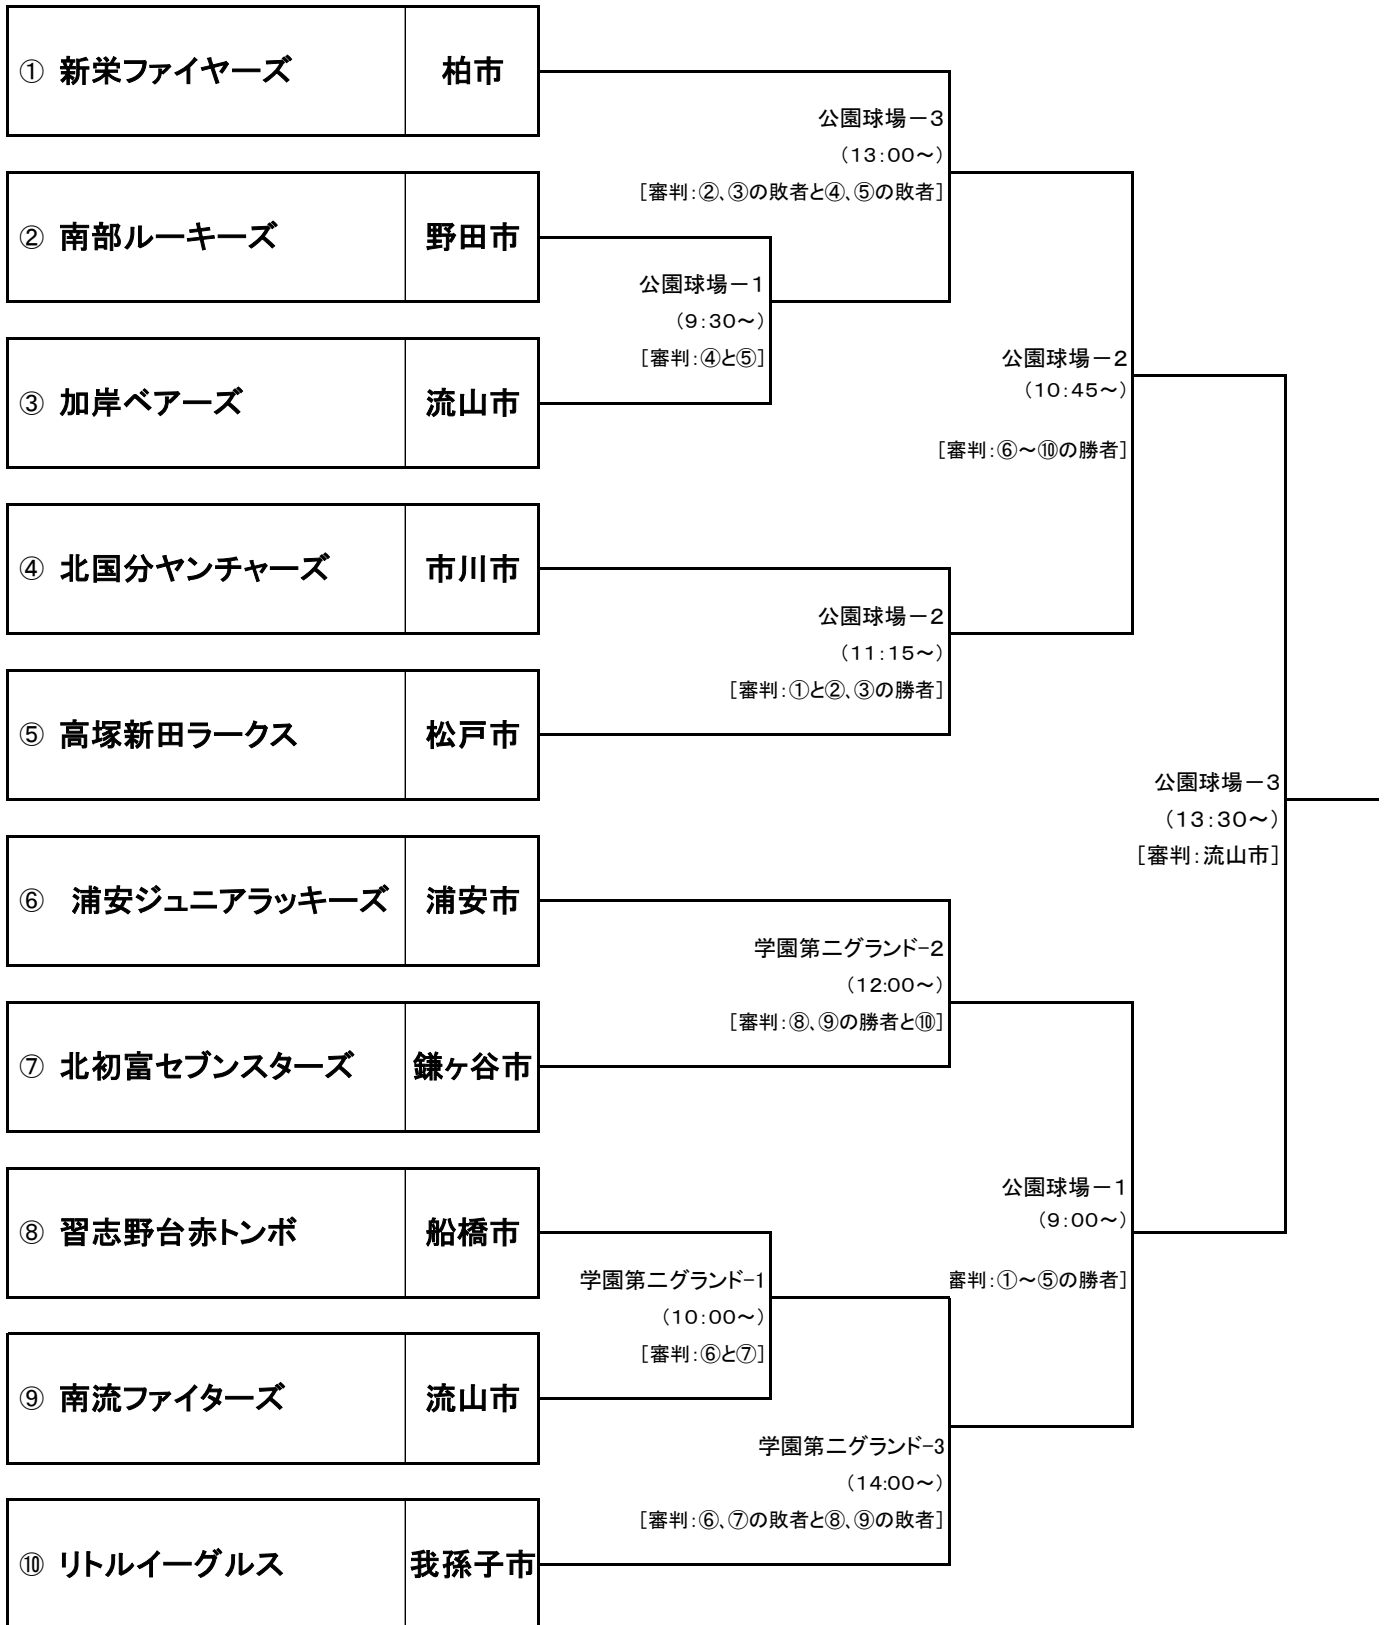 ① 新栄ファイヤーズ 柏市
公園球場－3
（13：00～）
[審判：②、③の敗者と④、⑤の敗者]
② 南部ルーキーズ 野田市
公園球場－1
（9：30～）
[審判：④と⑤]
公園球場－2
（10：45～）
③ 加岸ベアーズ 流山市
[審判：⑥～⑩の勝者]
④ 北国分ヤンチャーズ 市川市
公園球場－2
（11：15～）
[審判：①と②、③の勝者]
⑤ 高塚新田ラークス 松戸市
公園球場－3
（13：30～）
[審判：流山市]
⑥ 浦安ジュニアラッキーズ 浦安市
学園第二グランド-2
（12:00～）
[審判：⑧、⑨の勝者と⑩]
⑦ 北初富セブンスターズ 鎌ヶ谷市
公園球場－1
（9：00～）
⑧ 習志野台赤トンボ 船橋市
学園第二グランド-1
審判：①～⑤の勝者]
（10：00～）
[審判：⑥と⑦]
⑨ 南流ファイターズ 流山市
学園第二グランド-3
（14:00～）
[審判：⑥、⑦の敗者と⑧、⑨の敗者]
⑩ リトルイーグルス 我孫子市